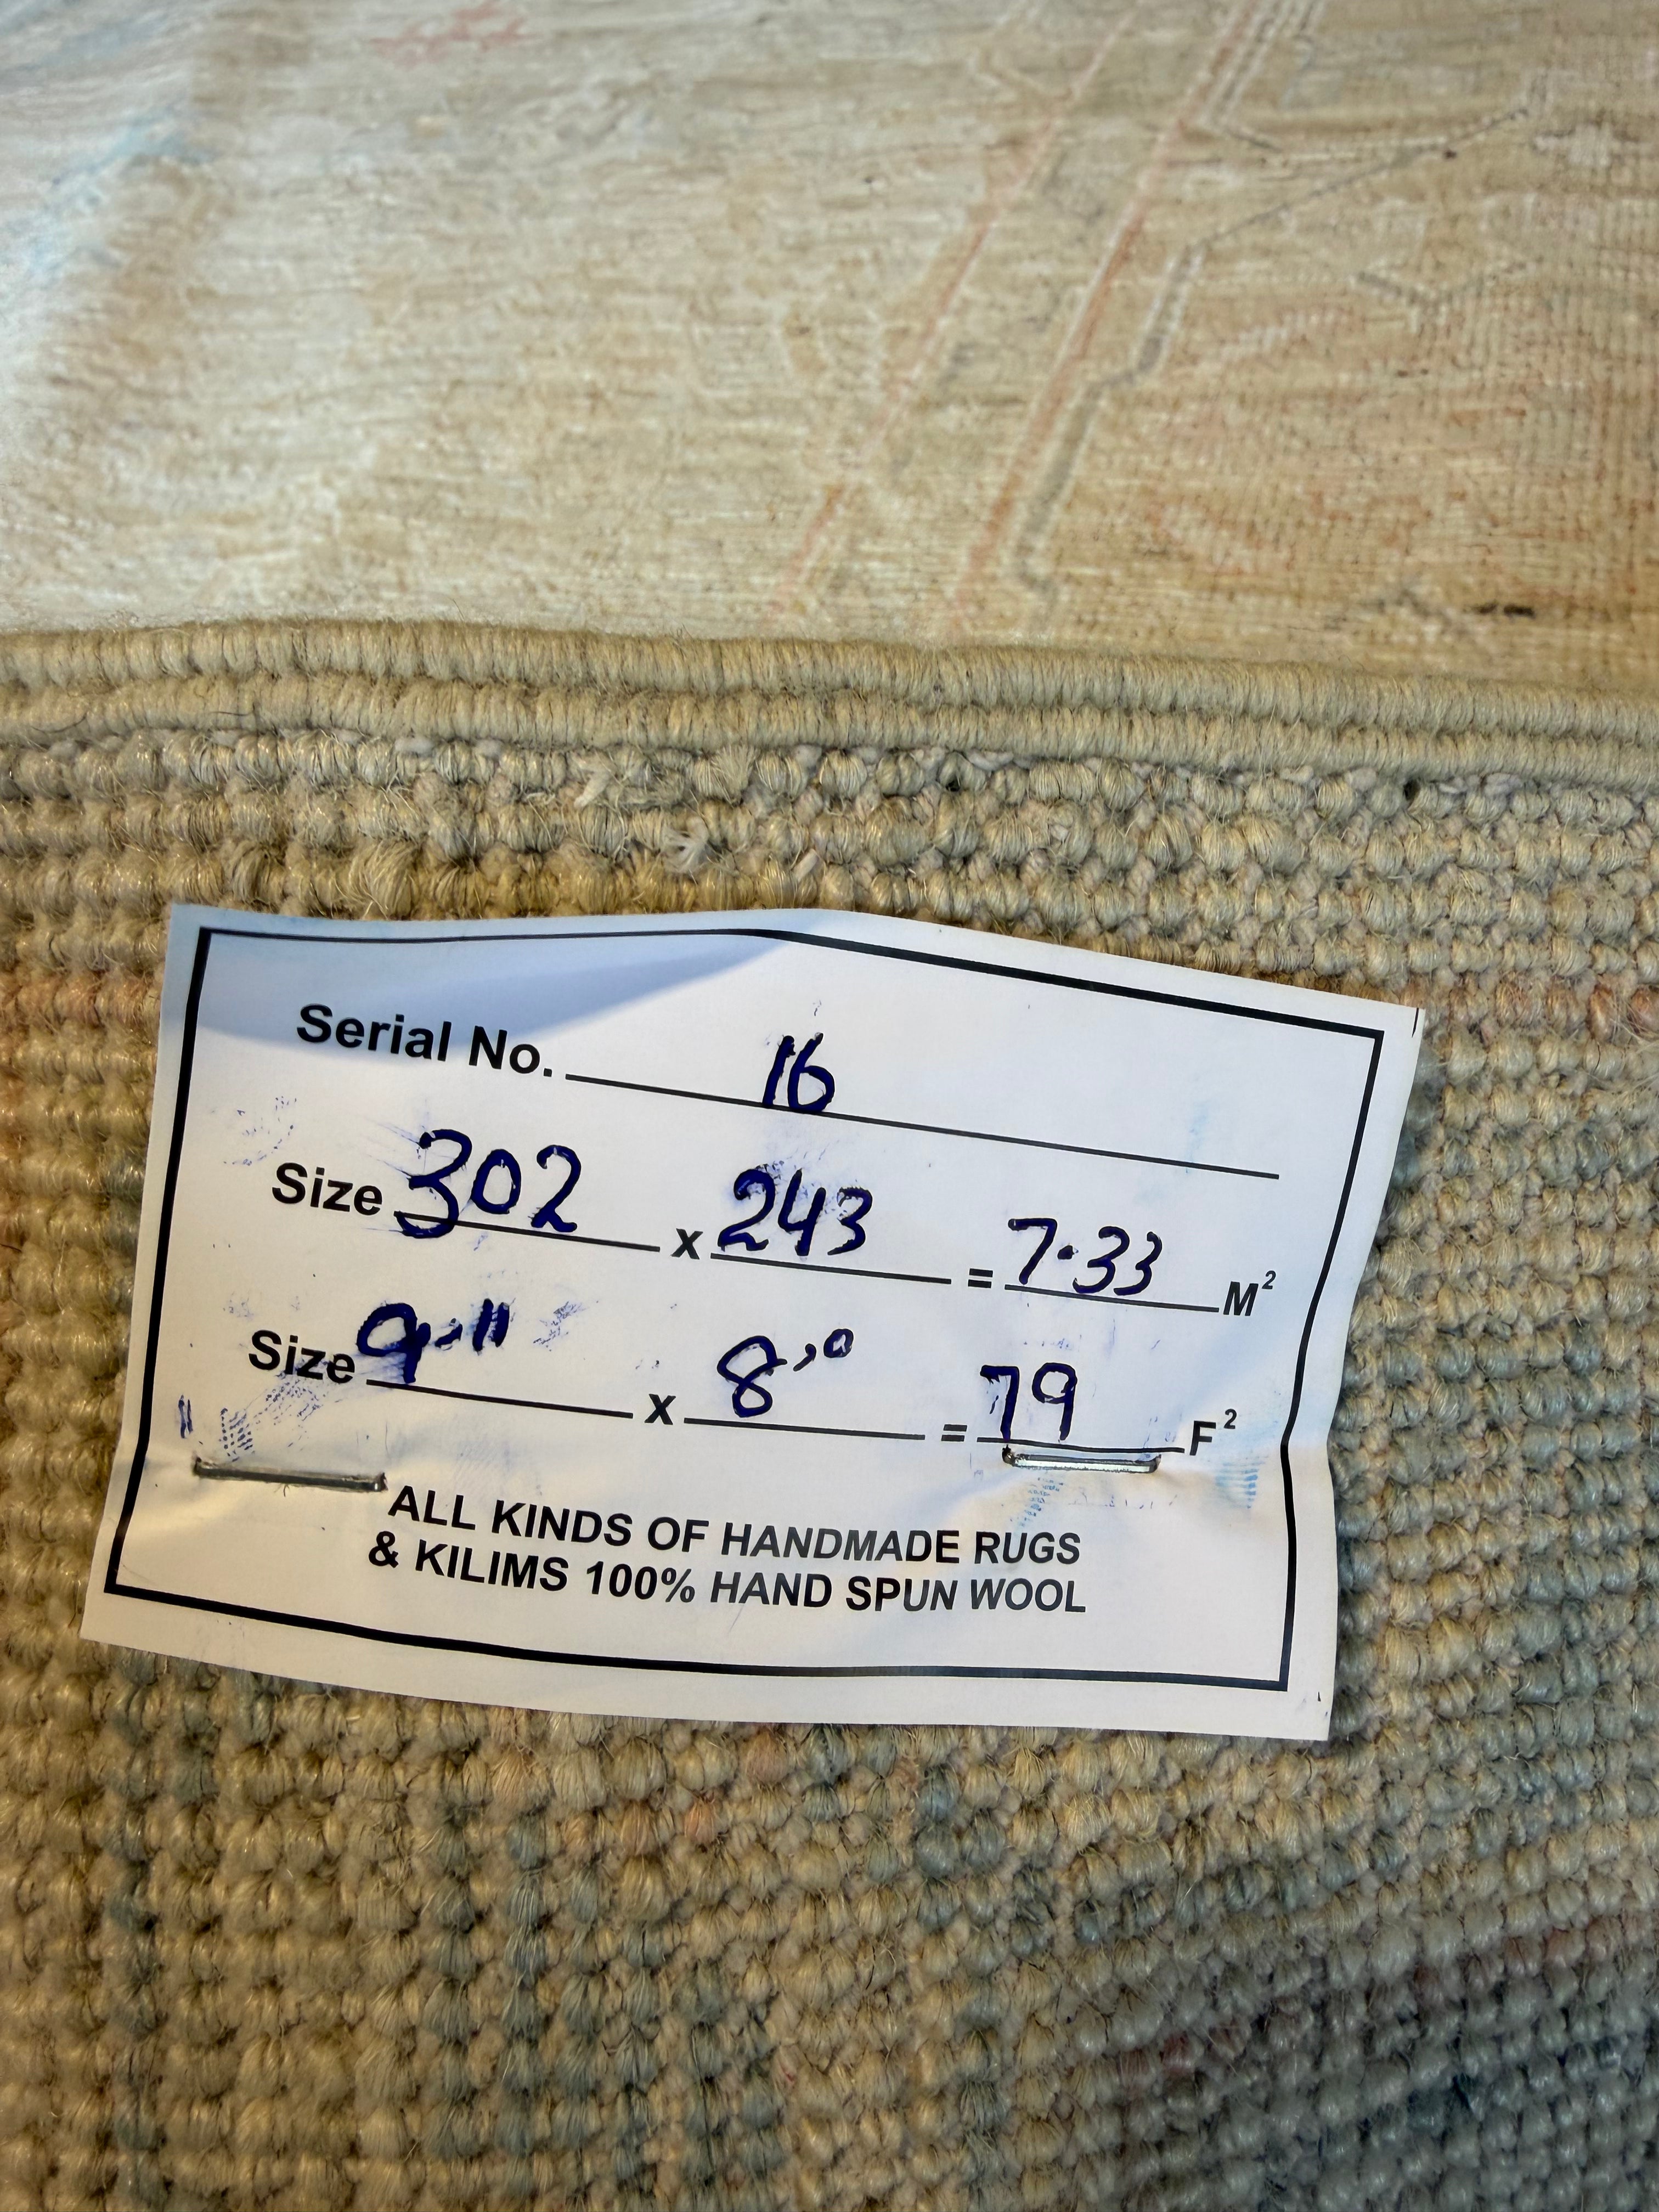 Serial No. 16
Size 302 x 243 = 7.33 M²
Size 9.11 x 8,0 = 79 F²
ALL KINDS OF HANDMADE RUGS
& KILIMS 100% HAND SPUN WOOL